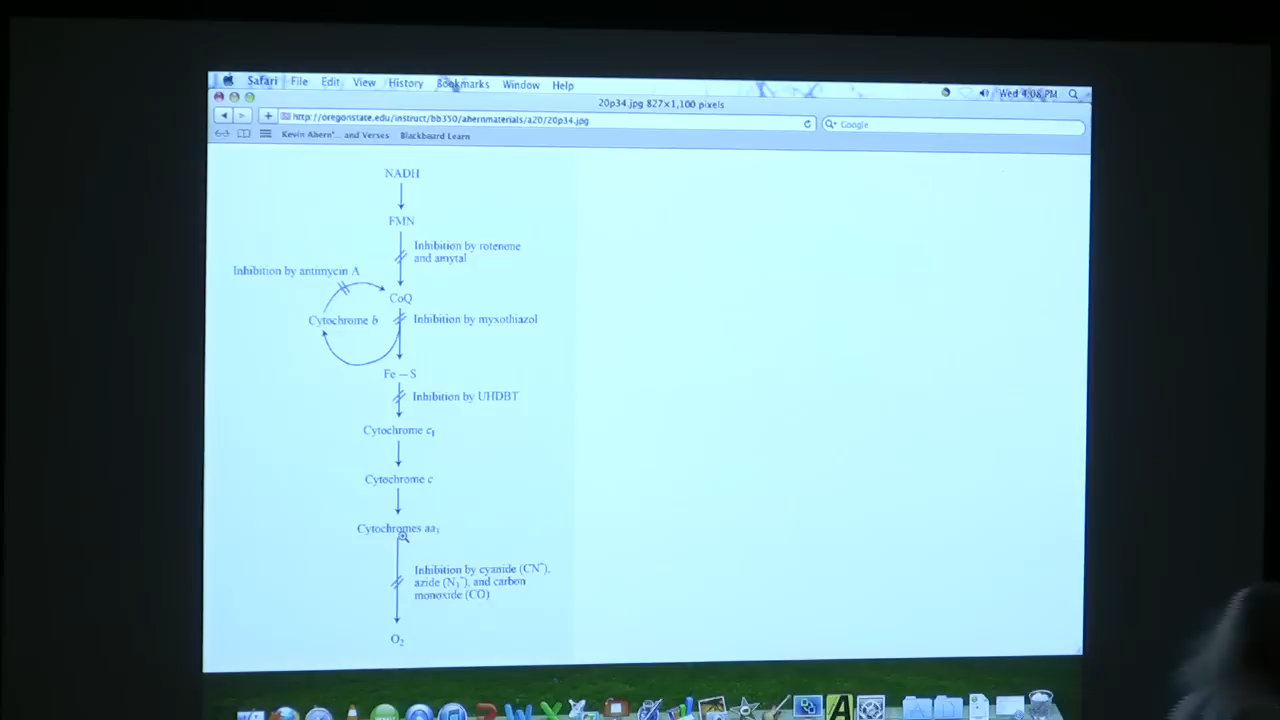 Safari File Edit View History Bookmarks Window Help
Wed 4:08 PM
20p34.jpg 827×1,100 pixels
http://oregonstate.edu/instruct/bb350/ahernmaterials/a20/20p34.jpg
Google
Kevin Ahern'... and Verses Blackboard Learn
NADH
FMN
Inhibition by rotenone
and amytal
Inhibition by antimycin A
CoQ
Cytochrome b
Inhibition by myxothiazol
Fe – S
Inhibition by UHDBT
Cytochrome c₁
Cytochrome c
Cytochromes aa₃
Inhibition by cyanide (CN⁻),
azide (N₃⁻), and carbon
monoxide (CO)
O₂